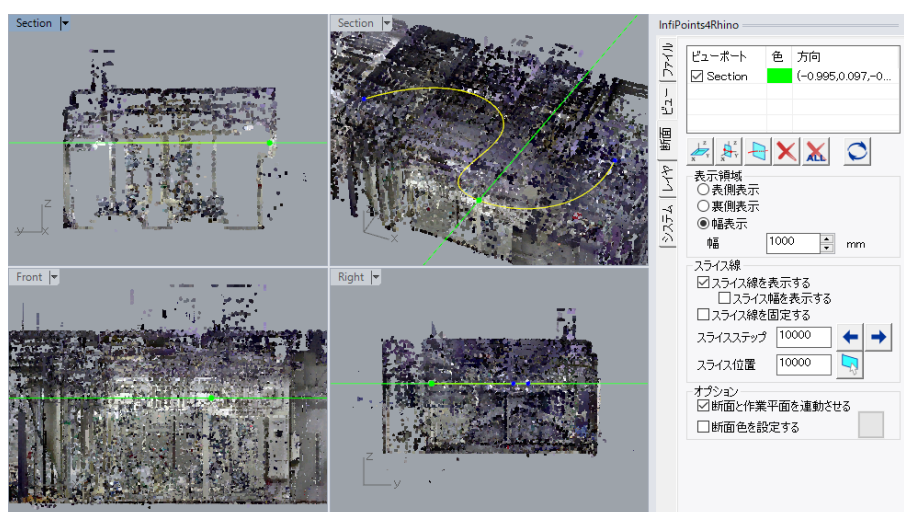 Section
Section
Front
Right
z
y
x
x
z
z
y
InfiPoints4Rhino
ファイル
ビュー
断面
レイヤ
システム
ビューポート 色 方向
Section (-0.995,0.097,-0...
ALL
表示領域
表側表示
裏側表示
幅表示
幅 1000 mm
スライス線
スライス線を表示する
スライス幅を表示する
スライス線を固定する
スライスステップ 10000
スライス位置 10000
オプション
断面と作業平面を連動させる
断面色を設定する